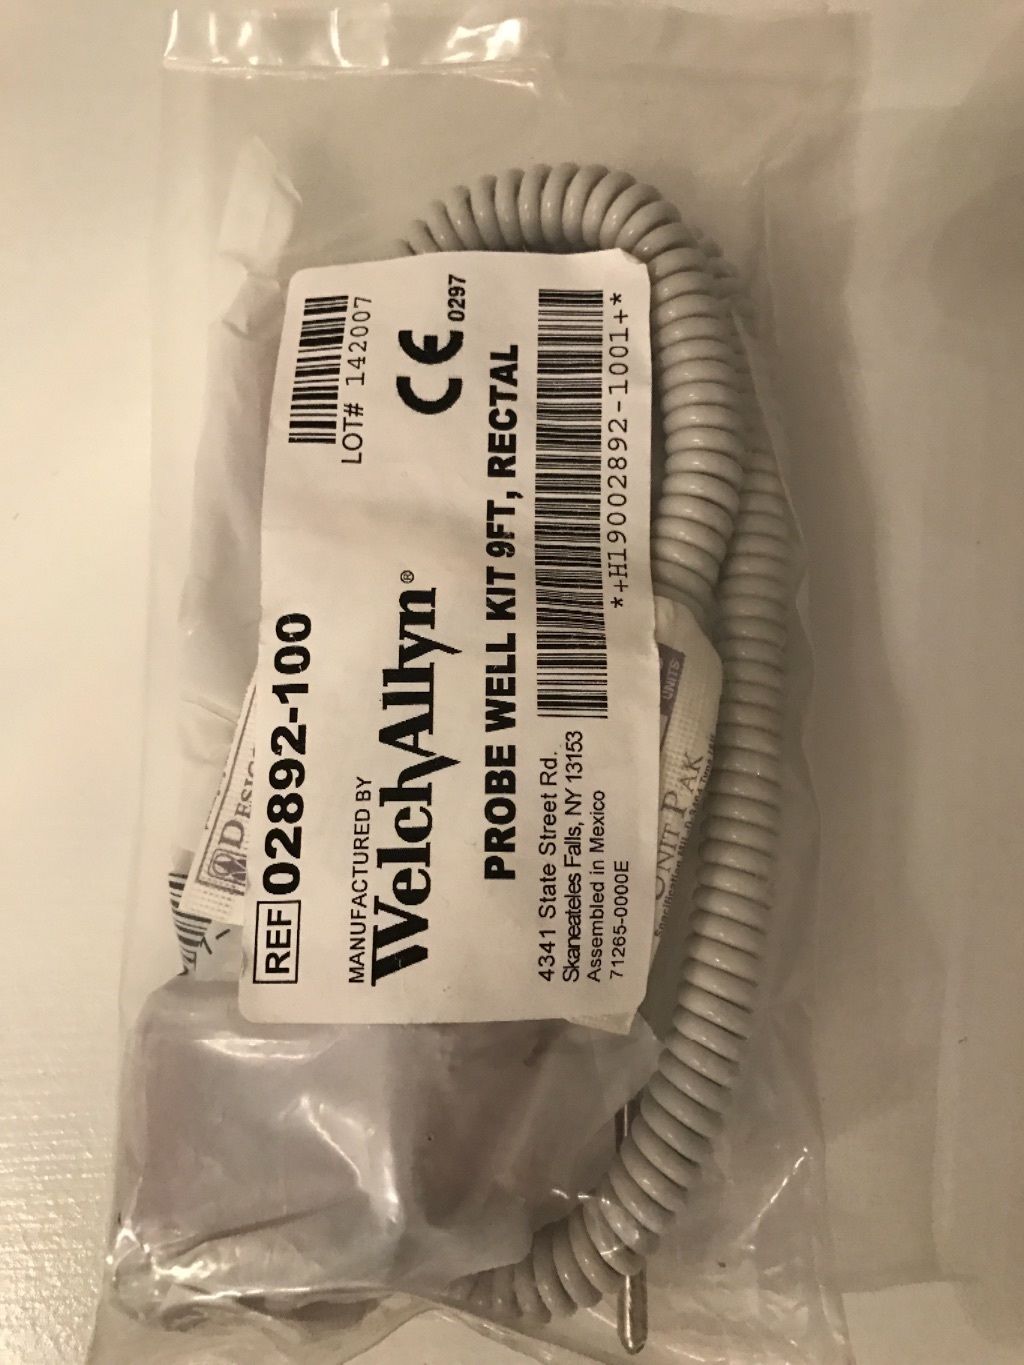 REF 02892-100
LOT# 142007
MANUFACTURED BY
WelchAllyn®
CE 0297
PROBE WELL KIT 9FT, RECTAL
4341 State Street Rd.
Skaneateles Falls, NY 13153
Assembled in Mexico
71265-0000E
*+H19002892-1001+*
UNITS
UNIT PAK